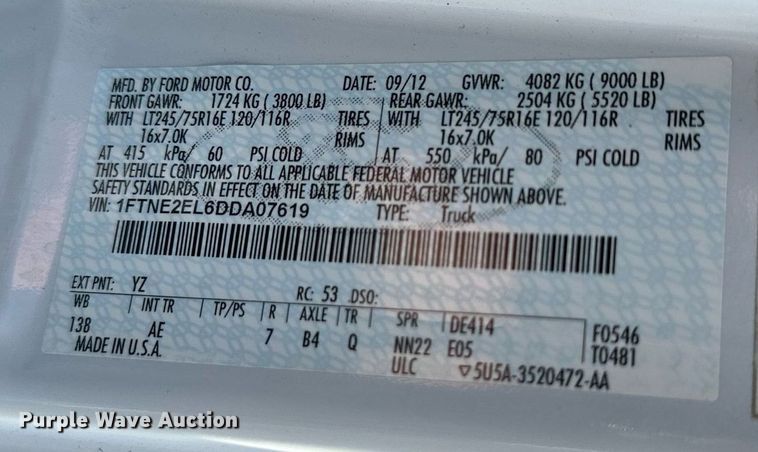 MFD. BY FORD MOTOR CO. DATE: 09/12 GVWR: 4082 KG ( 9000 LB)
FRONT GAWR: 1724 KG ( 3800 LB) REAR GAWR: 2504 KG ( 5520 LB)
WITH LT245/75R16E 120/116R TIRES WITH LT245/75R16E 120/116R TIRES
16x7.0K RIMS 16x7.0K RIMS
AT 415 kPa/ 60 PSI COLD AT 550 kPa/ 80 PSI COLD
THIS VEHICLE CONFORMS TO ALL APPLICABLE FEDERAL MOTOR VEHICLE
SAFETY STANDARDS IN EFFECT ON THE DATE OF MANUFACTURE SHOWN ABOVE.
VIN: 1FTNE2EL6DDA07619 TYPE: Truck
EXT PNT: YZ RC: 53 DSO:
WB INT TR TP/PS R AXLE TR SPR DE414 F0546
138 AE 7 B4 Q NN22 E05 T0481
MADE IN U.S.A. ULC ▽5U5A-3520472-AA
Purple Wave Auction